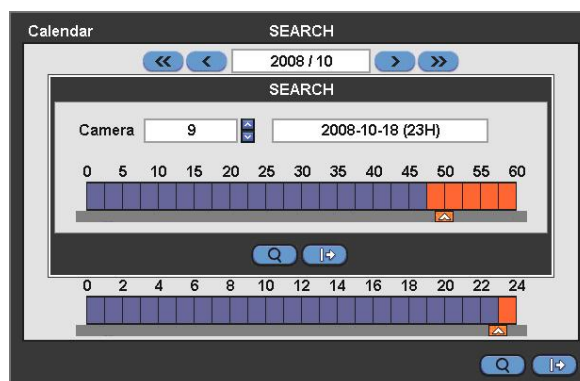 Calendar SEARCH
2008 / 10
SEARCH
Camera 9 2008-10-18 (23H)
0 5 10 15 20 25 30 35 40 45 50 55 60
0 2 4 6 8 10 12 14 16 18 20 22 24